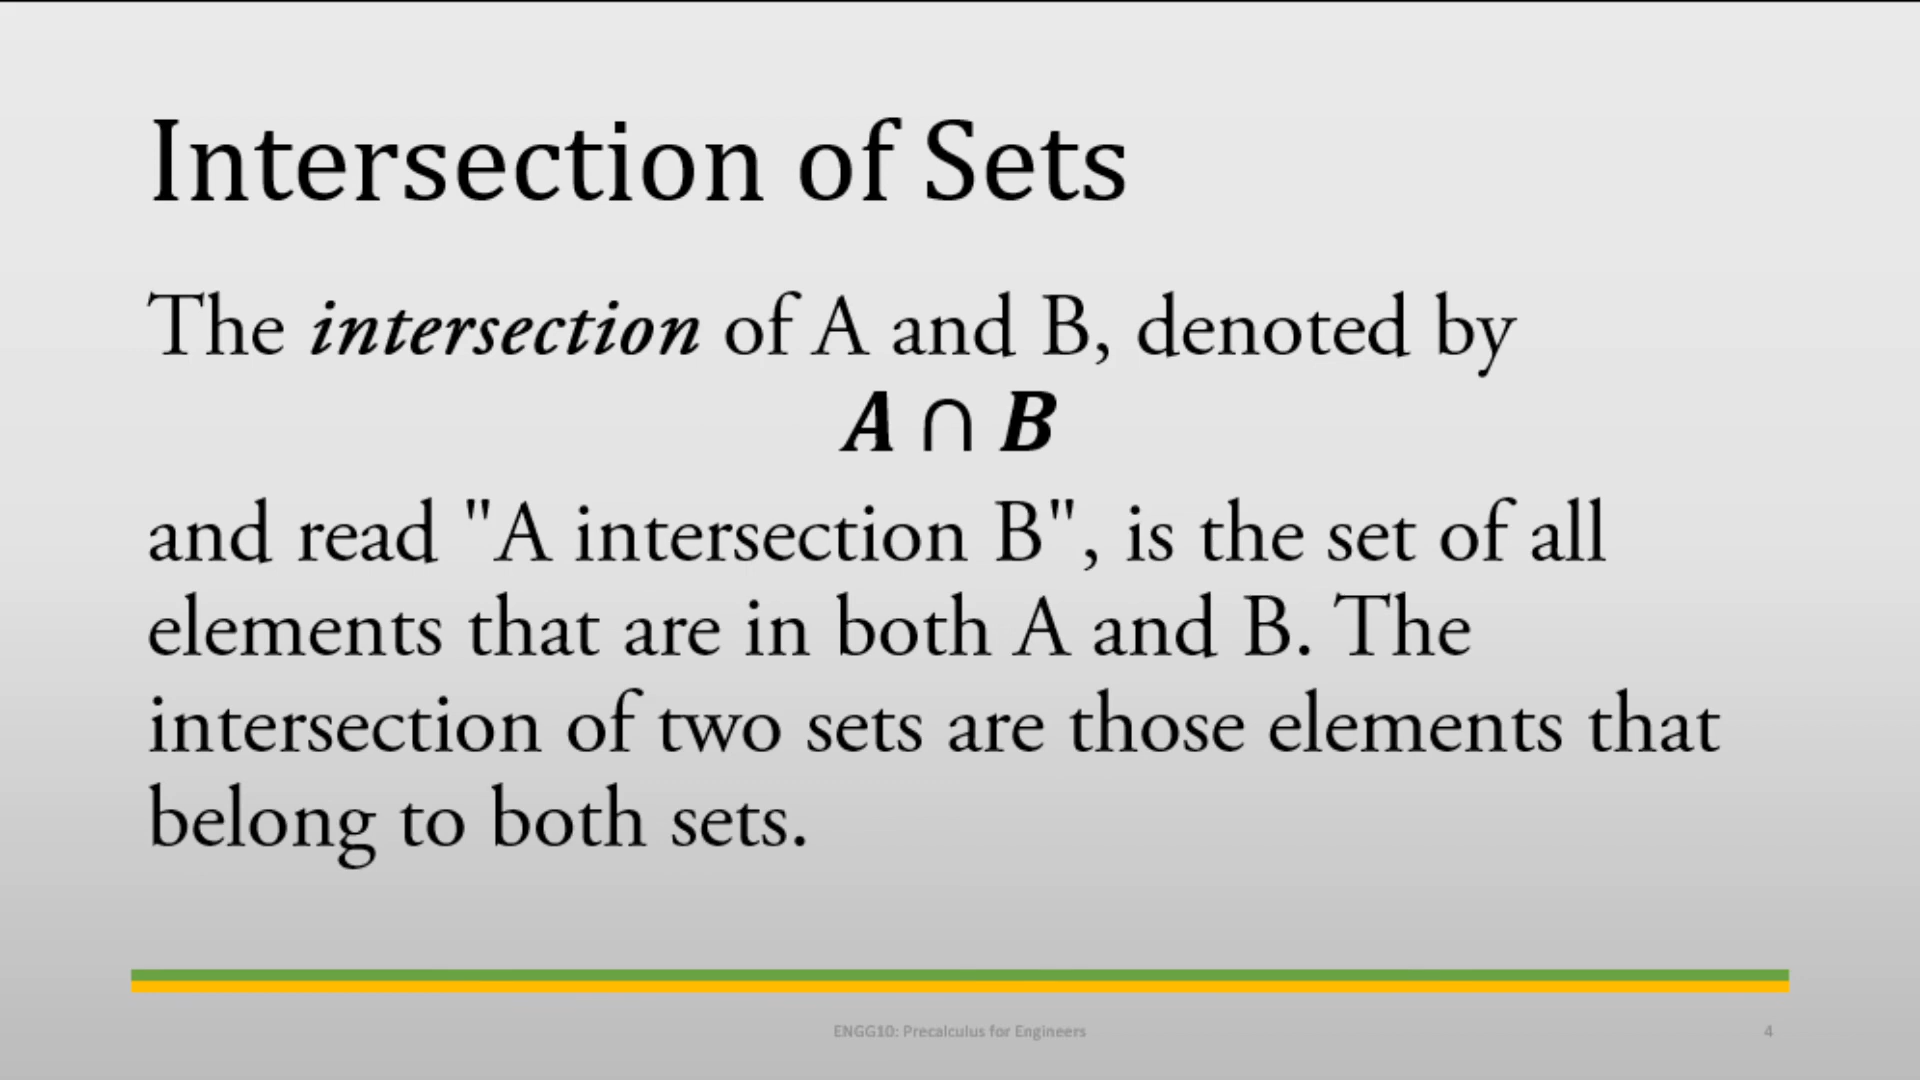 Intersection of Sets
The intersection of A and B, denoted by
A ∩ B
and read "A intersection B", is the set of all
elements that are in both A and B. The
intersection of two sets are those elements that
belong to both sets.
ENGG10: Precalculus for Engineers
4